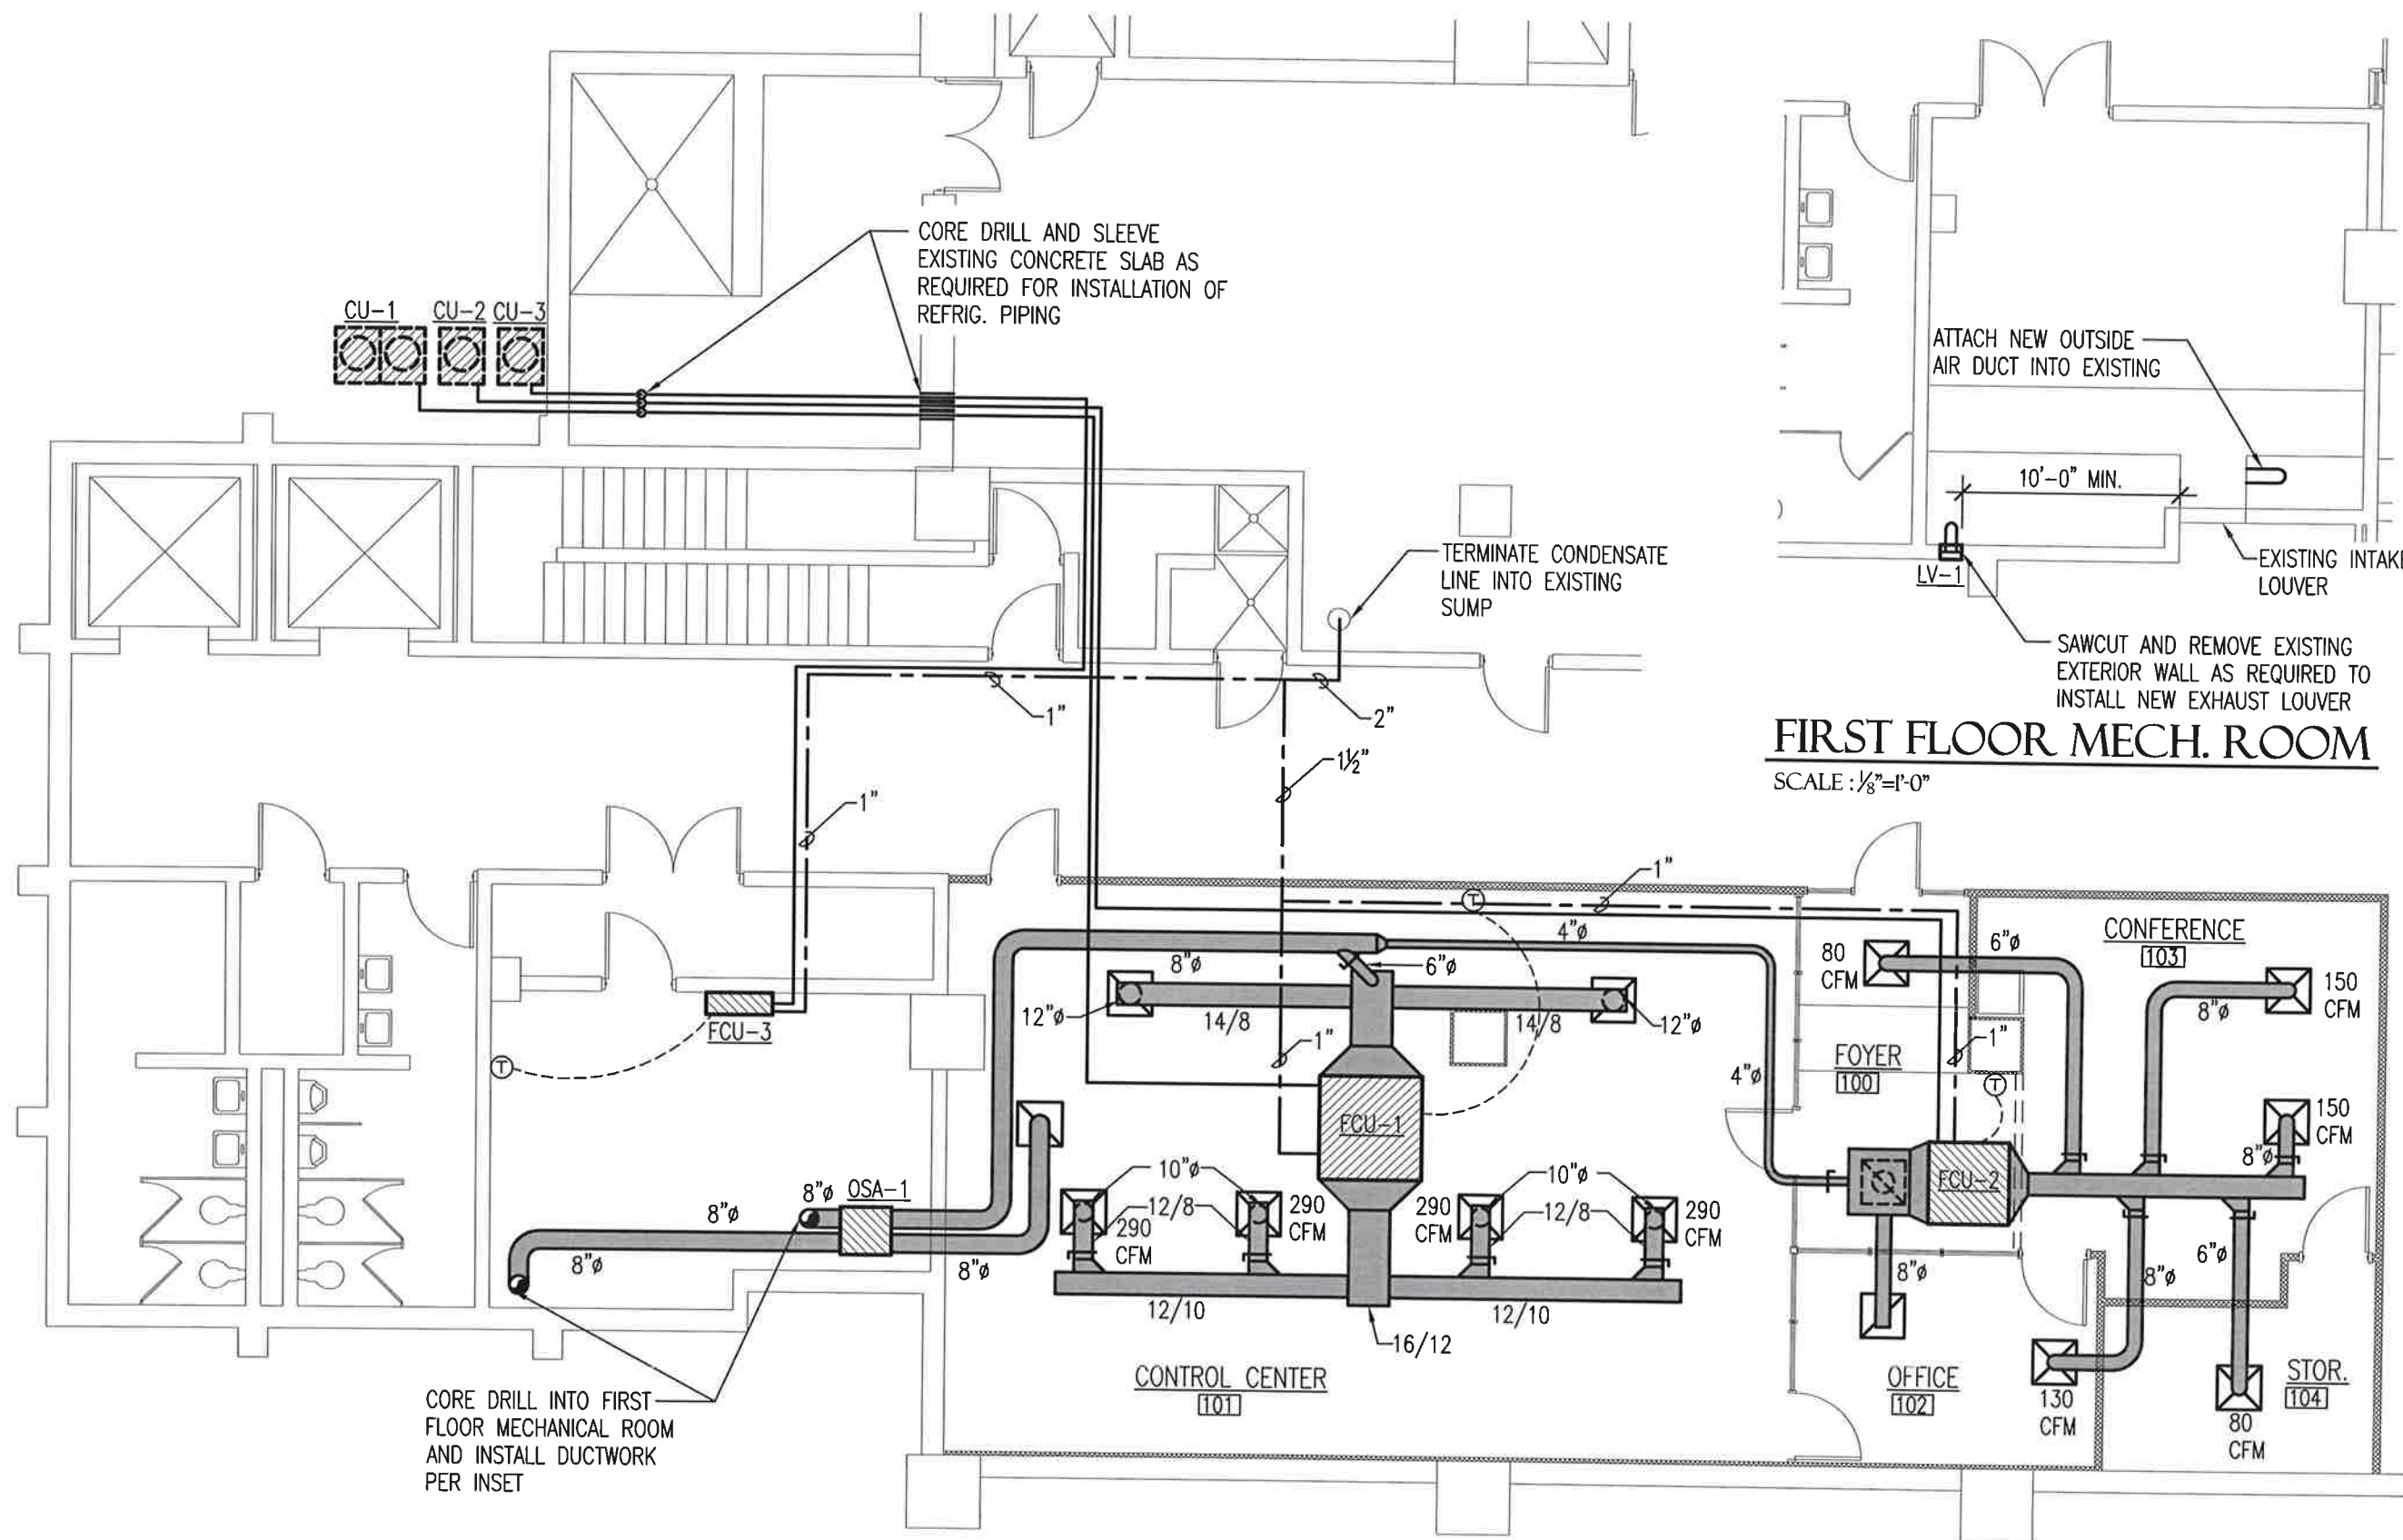 CORE DRILL AND SLEEVE
EXISTING CONCRETE SLAB AS
REQUIRED FOR INSTALLATION OF
REFRIG. PIPING
CU-1
CU-2
CU-3
ATTACH NEW OUTSIDE
AIR DUCT INTO EXISTING
10'-0" MIN.
EXISTING INTAKE
LOUVER
LV-1
SAWCUT AND REMOVE EXISTING
EXTERIOR WALL AS REQUIRED TO
INSTALL NEW EXHAUST LOUVER
FIRST FLOOR MECH. ROOM
SCALE : 1/8"=1'-0"
TERMINATE CONDENSATE
LINE INTO EXISTING
SUMP
1"
2"
1½"
1"
1"
T
4"ø
8"ø
6"ø
12"ø
14/8
14/8
12"ø
FCU-3
T
1"
FCU-1
80
CFM
6"ø
CONFERENCE
103
8"ø
150
CFM
FOYER
100
1"
T
4"ø
150
CFM
8"ø
FCU-2
8"ø
OSA-1
8"ø
8"ø
8"ø
10"ø
12/8
290
CFM
290
CFM
10"ø
12/8
290
CFM
290
CFM
12/10
12/10
16/12
8"ø
8"ø
6"ø
CONTROL CENTER
101
OFFICE
102
130
CFM
80
CFM
STOR.
104
CORE DRILL INTO FIRST
FLOOR MECHANICAL ROOM
AND INSTALL DUCTWORK
PER INSET